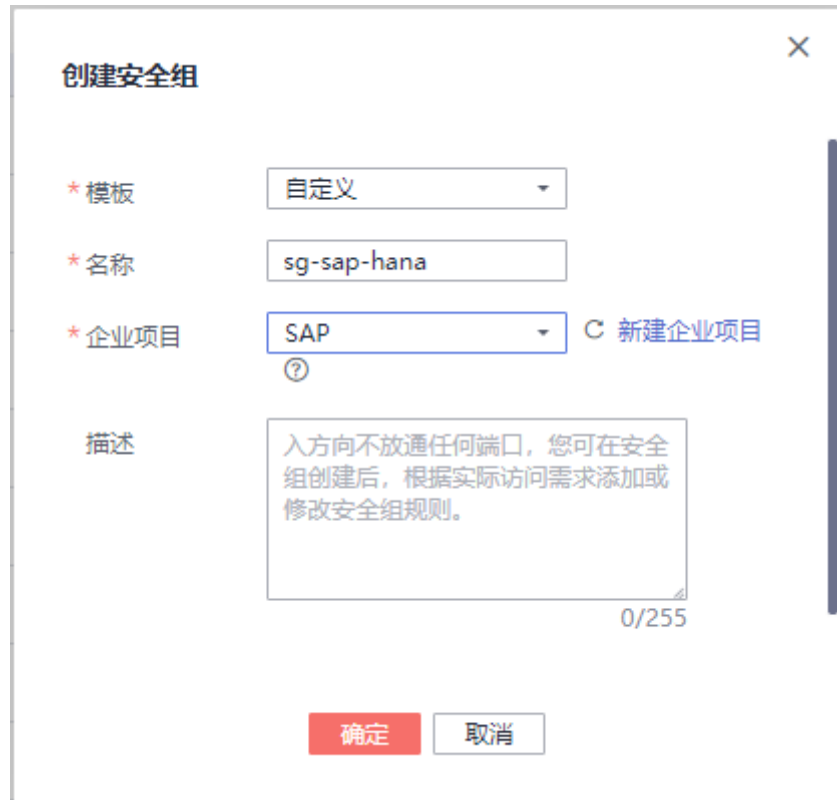 创建安全组
* 模板
自定义
* 名称
sg-sap-hana
* 企业项目
SAP
新建企业项目
描述
入方向不放通任何端口，您可在安全
组创建后，根据实际访问需求添加或
修改安全组规则。
0/255
确定
取消